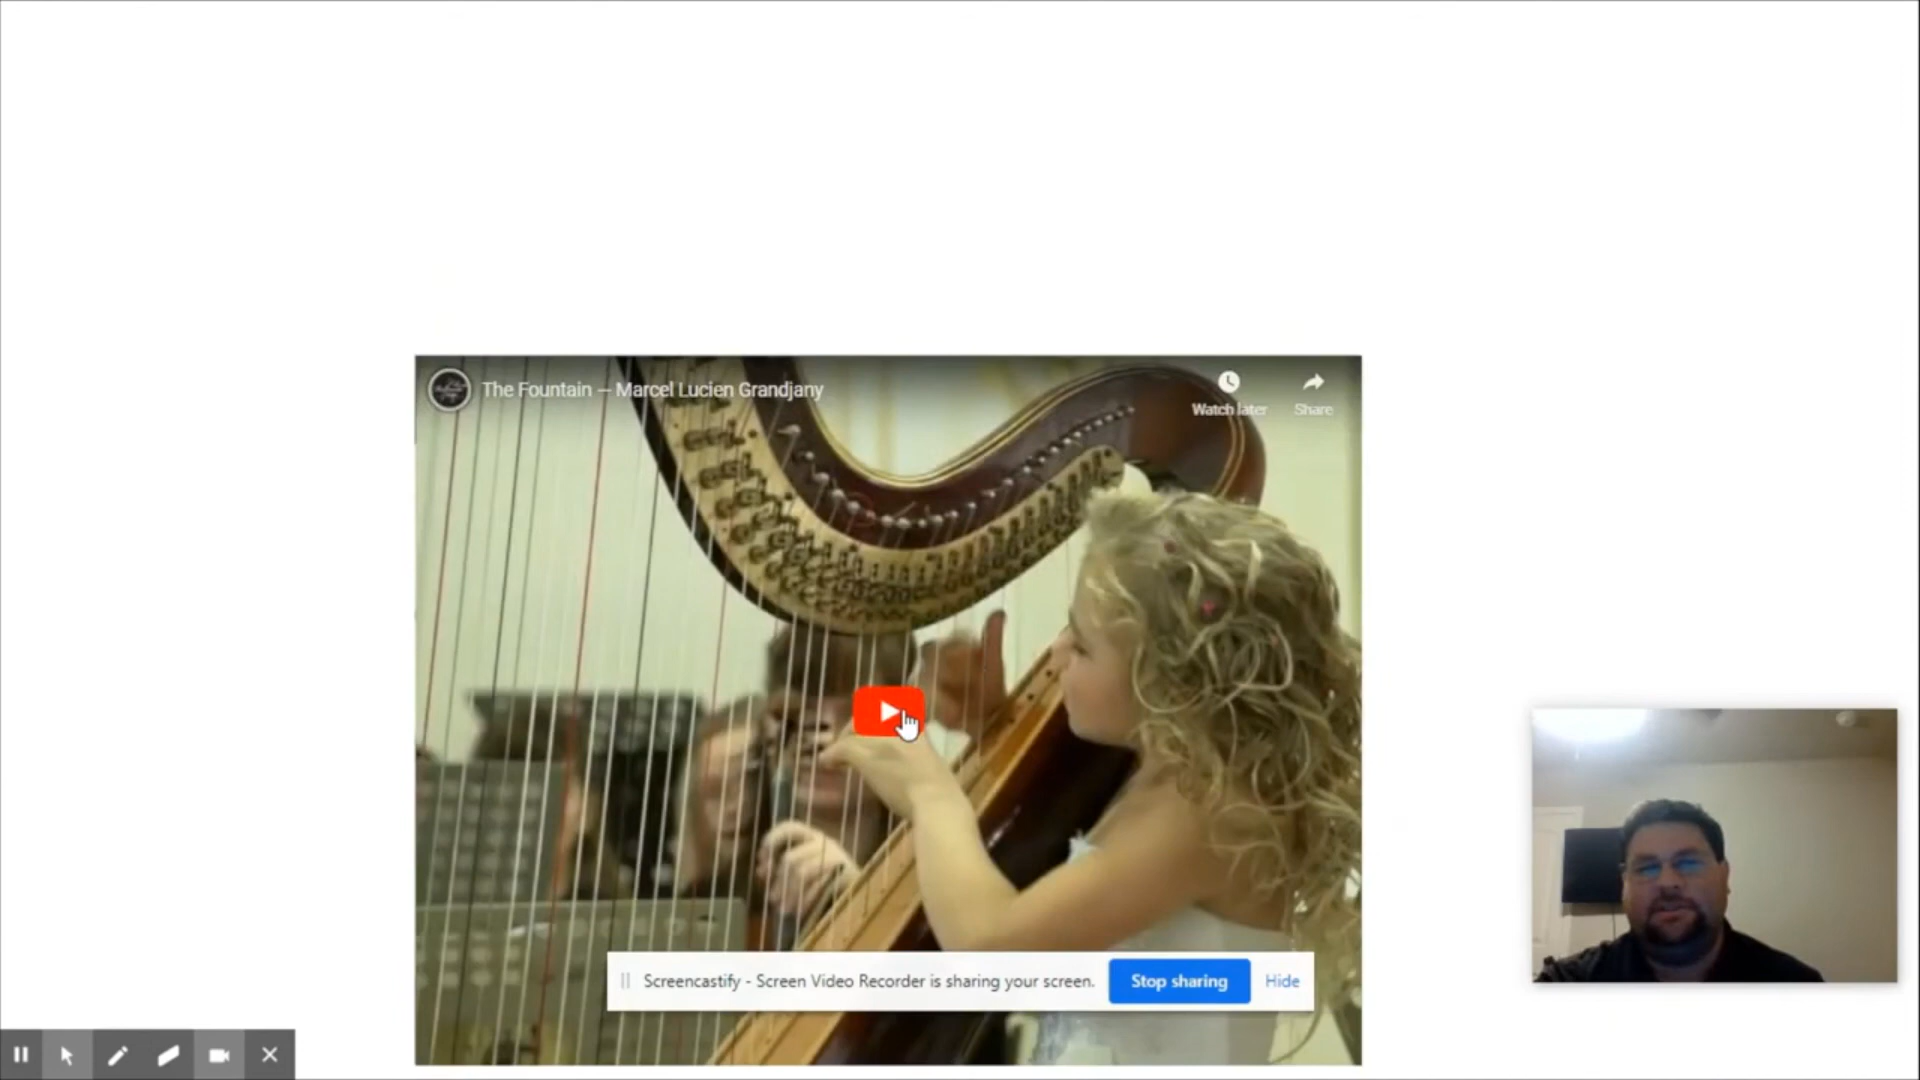 The Fountain – Marcel Lucien Grandjany
Watch later
Share
Screencastify - Screen Video Recorder is sharing your screen.
Stop sharing
Hide